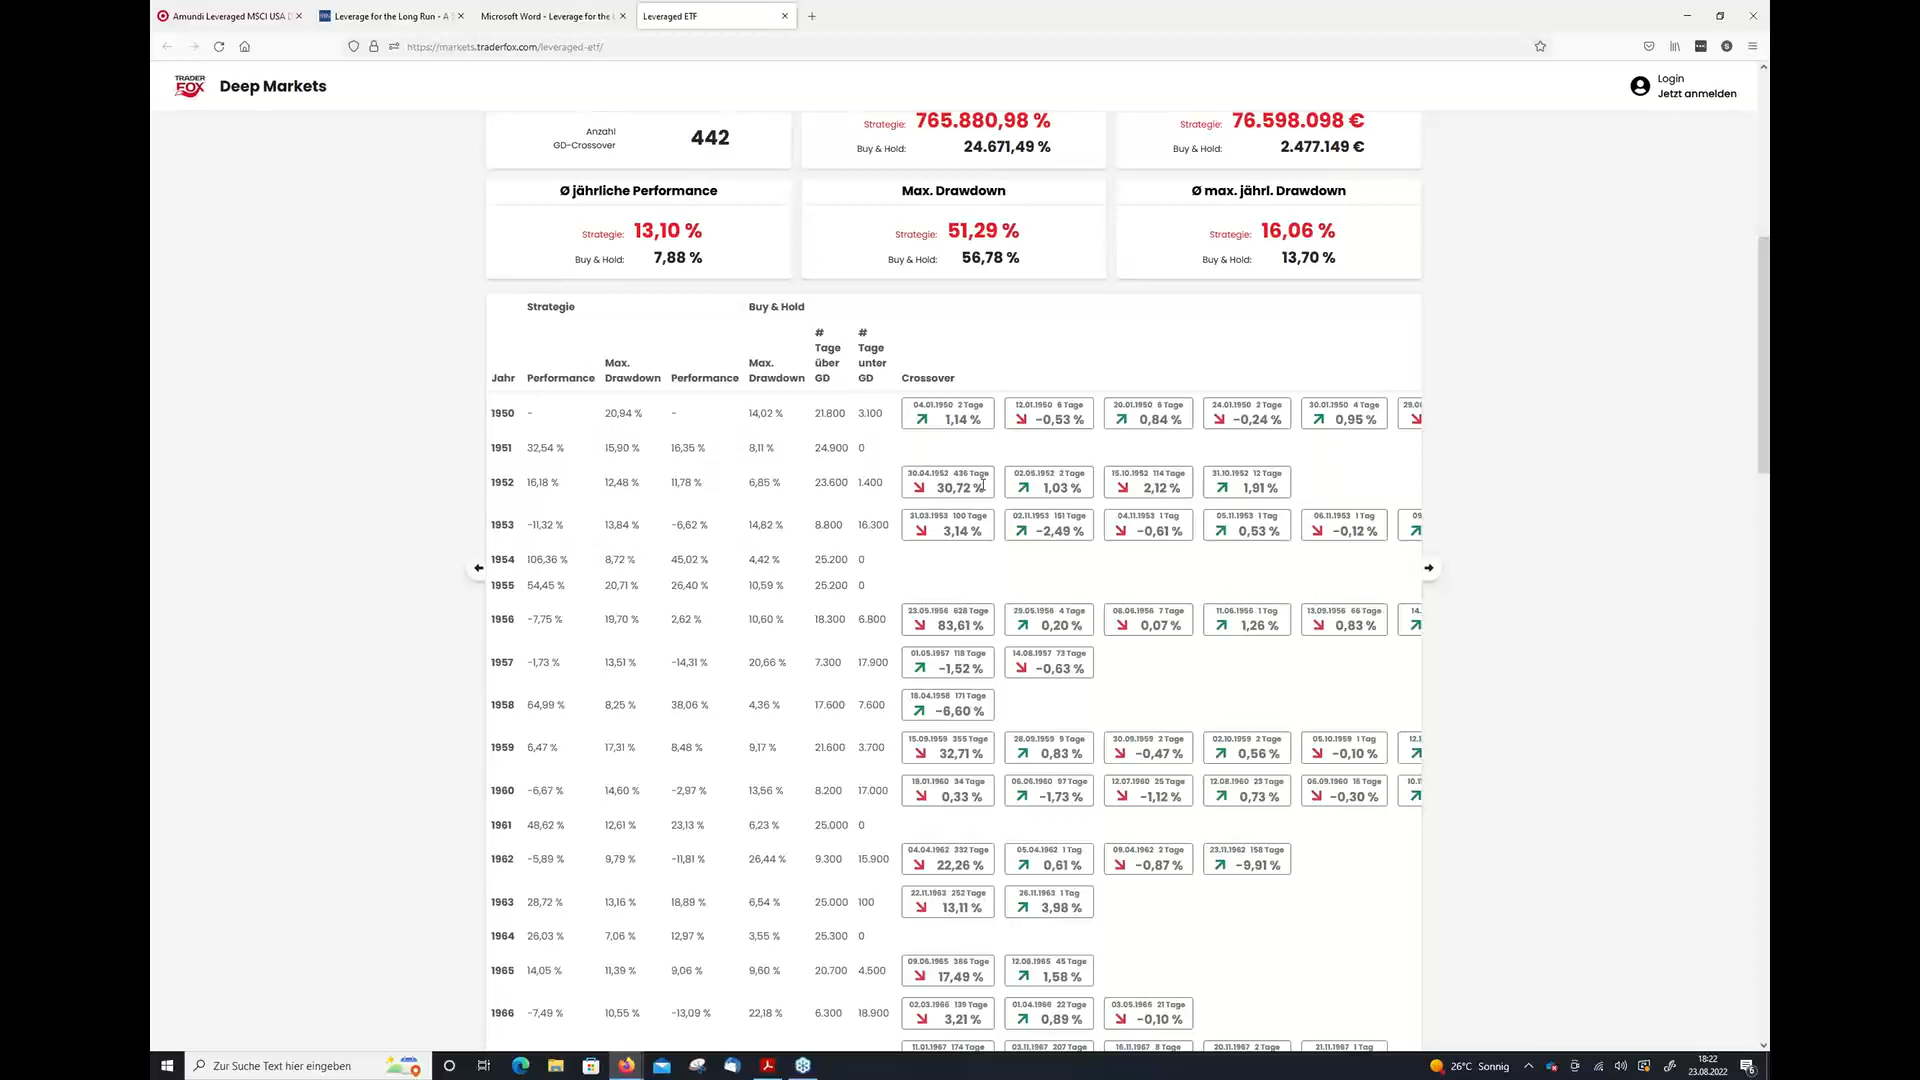 Amundi Leveraged MSCI USA D
Leverage for the Long Run - A S
Microsoft Word - Leverage for the L
Leveraged ETF
https://markets.traderfox.com/leveraged-etf/
TRADER FOX
Deep Markets
Login
Jetzt anmelden
Anzahl GD-Crossover 442
Strategie: 765.880,98 %
Buy & Hold: 24.671,49 %
Strategie: 76.598.098 €
Buy & Hold: 2.477.149 €
Ø jährliche Performance
Strategie: 13,10 %
Buy & Hold: 7,88 %
Max. Drawdown
Strategie: 51,29 %
Buy & Hold: 56,78 %
Ø max. jährl. Drawdown
Strategie: 16,06 %
Buy & Hold: 13,70 %
Strategie Buy & Hold
Jahr Performance Max. Drawdown Performance Max. Drawdown # Tage über GD # Tage unter GD Crossover
04.01.1950 2 Tage 12.01.1950 6 Tage 20.01.1950 6 Tage 24.01.1950 2 Tage 30.01.1950 4 Tage
1950 - 20,94 % - 14,02 % 21.800 3.100 1,14 % -0,53 % 0,84 % -0,24 % 0,95 %
1951 32,54 % 15,90 % 16,35 % 8,11 % 24.900 0
30.04.1952 436 Tage 02.05.1952 2 Tage 15.10.1952 114 Tage 31.10.1952 12 Tage
1952 16,18 % 12,48 % 11,78 % 6,85 % 23.600 1.400 30,72 % 1,03 % 2,12 % 1,91 %
31.03.1953 100 Tage 02.11.1953 151 Tage 04.11.1953 1 Tag 05.11.1953 1 Tag 06.11.1953 1 Tag
1953 -11,32 % 13,84 % -6,62 % 14,82 % 8.800 16.300 3,14 % -2,49 % -0,61 % 0,53 % -0,12 %
1954 106,36 % 8,72 % 45,02 % 4,42 % 25.200 0
1955 54,45 % 20,71 % 26,40 % 10,59 % 25.200 0
23.05.1956 628 Tage 29.05.1956 4 Tage 08.06.1956 7 Tage 11.06.1956 1 Tag 13.09.1956 66 Tage
1956 -7,75 % 19,70 % 2,62 % 10,60 % 18.300 6.800 83,61 % 0,20 % 0,07 % 1,26 % 0,83 %
01.05.1957 118 Tage 14.08.1957 73 Tage
1957 -1,73 % 13,51 % -14,31 % 20,66 % 7.300 17.900 -1,52 % -0,63 %
18.04.1958 171 Tage
1958 64,99 % 8,25 % 38,06 % 4,36 % 17.600 7.600 -6,60 %
15.09.1959 355 Tage 28.09.1959 9 Tage 30.09.1959 2 Tage 02.10.1959 2 Tage 05.10.1959 1 Tag
1959 6,47 % 17,31 % 8,48 % 9,17 % 21.600 3.700 32,71 % 0,83 % -0,47 % 0,56 % -0,10 %
18.01.1960 34 Tage 06.06.1960 97 Tage 12.07.1960 25 Tage 12.08.1960 23 Tage 06.09.1960 16 Tage
1960 -6,67 % 14,60 % -2,97 % 13,56 % 8.200 17.000 0,33 % -1,73 % -1,12 % 0,73 % -0,30 %
1961 48,62 % 12,61 % 23,13 % 6,23 % 25.000 0
04.04.1962 332 Tage 05.04.1962 1 Tag 09.04.1962 2 Tage 23.11.1962 158 Tage
1962 -5,89 % 9,79 % -11,81 % 26,44 % 9.300 15.900 22,26 % 0,61 % -0,87 % -9,91 %
22.11.1963 252 Tage 26.11.1963 1 Tag
1963 28,72 % 13,16 % 18,89 % 6,54 % 25.000 100 13,11 % 3,98 %
1964 26,03 % 7,06 % 12,97 % 3,55 % 25.300 0
09.06.1965 386 Tage 12.08.1965 45 Tage
1965 14,05 % 11,39 % 9,06 % 9,60 % 20.700 4.500 17,49 % 1,58 %
02.03.1966 139 Tage 01.04.1966 22 Tage 03.05.1966 21 Tage
1966 -7,49 % 10,55 % -13,09 % 22,18 % 6.300 18.900 3,21 % 0,89 % -0,10 %
11.01.1967 174 Tage 03.11.1967 207 Tage 16.11.1967 8 Tage 20.11.1967 2 Tage 21.11.1967 1 Tag
Zur Suche Text hier eingeben
26°C Sonnig
18:22
23.08.2022